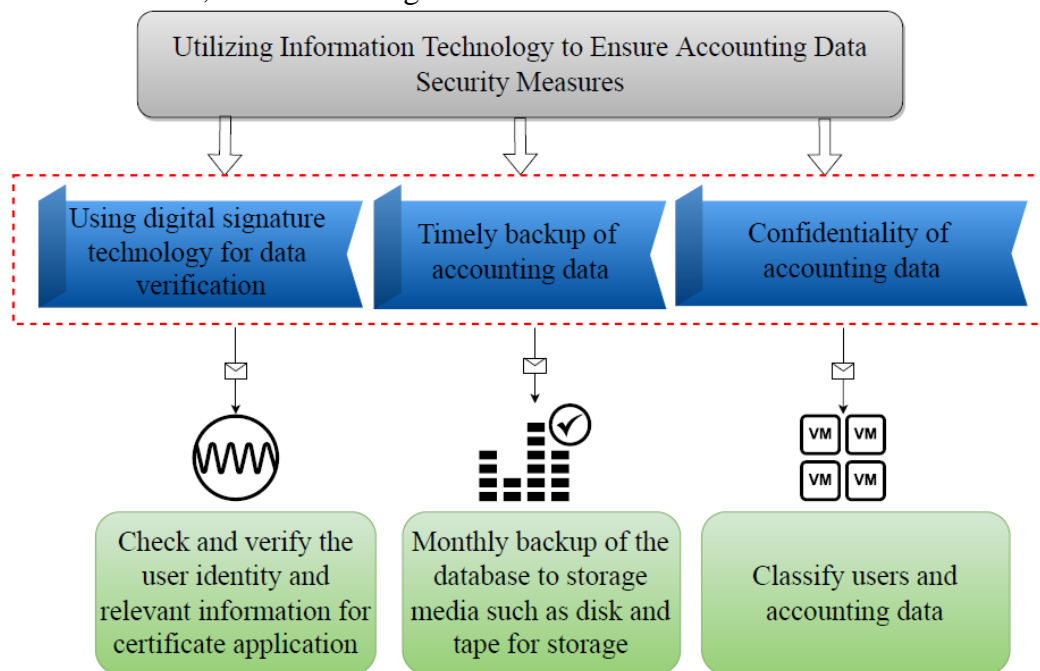 Utilizing Information Technology to Ensure Accounting Data
Security Measures
Using digital signature
technology for data
verification
Timely backup of
accounting data
Confidentiality of
accounting data
VM VM
VM VM
Check and verify the
user identity and
relevant information for
certificate application
Monthly backup of the
database to storage
media such as disk and
tape for storage
Classify users and
accounting data